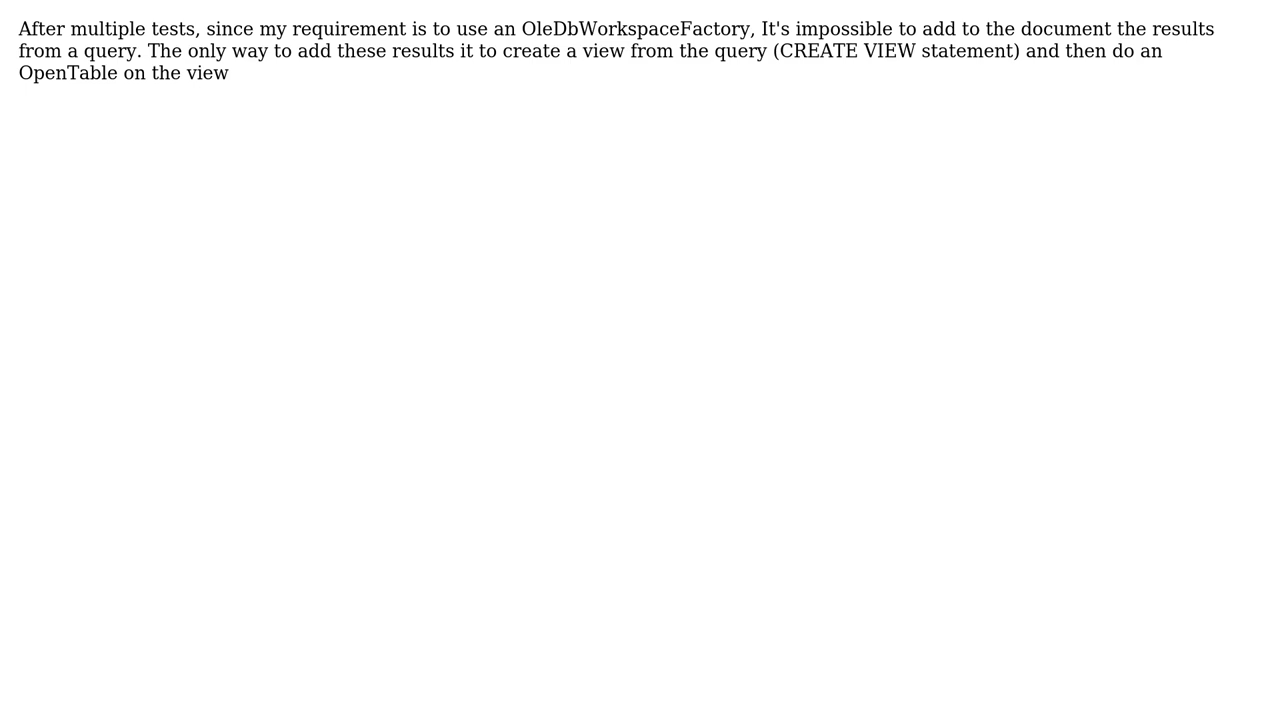 After multiple tests, since my requirement is to use an OleDbWorkspaceFactory, It's impossible to add to the document the results
from a query. The only way to add these results it to create a view from the query (CREATE VIEW statement) and then do an
OpenTable on the view